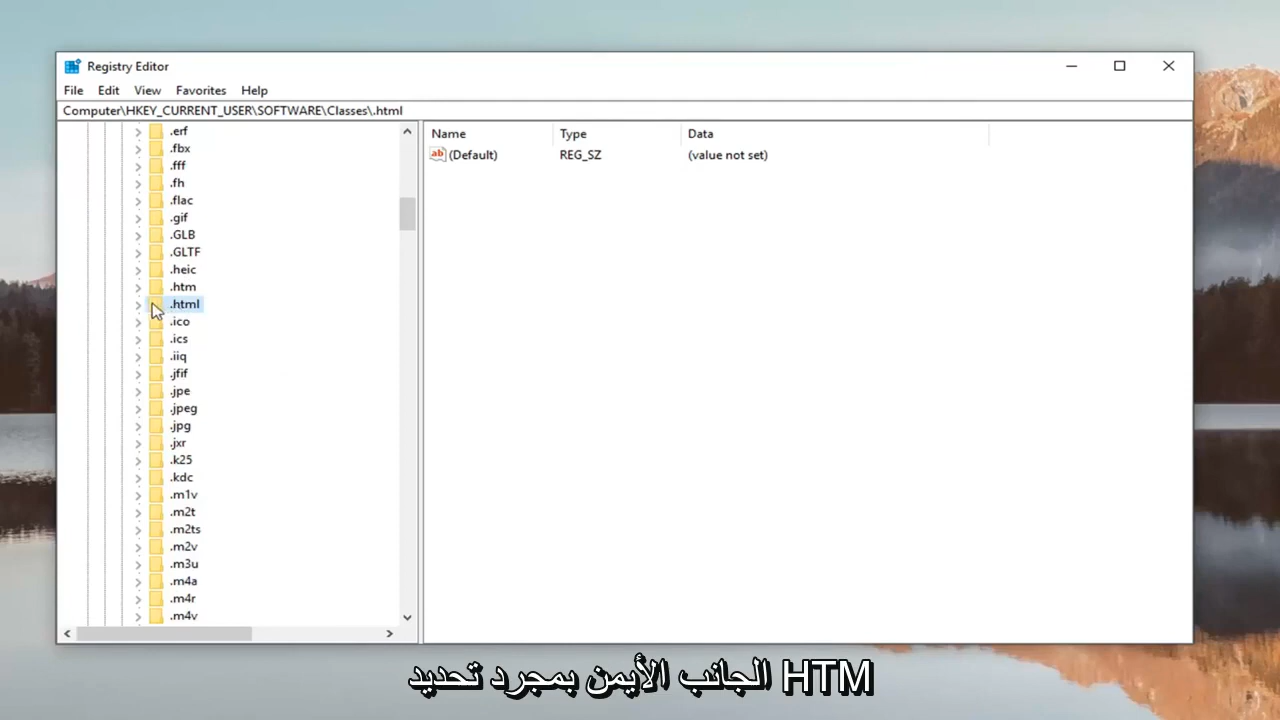 Registry Editor
File Edit View Favorites Help
Computer\HKEY_CURRENT_USER\SOFTWARE\Classes\.html
.erf
.fbx
.fff
.fh
.flac
.gif
.GLB
.GLTF
.heic
.htm
.html
.ico
.ics
.iiq
.jfif
.jpe
.jpeg
.jpg
.jxr
.k25
.kdc
.m1v
.m2t
.m2ts
.m2v
.m3u
.m4a
.m4r
.m4v
Name Type Data
ab (Default) REG_SZ (value not set)
الجانب الأيمن بمجرد تحديد HTM